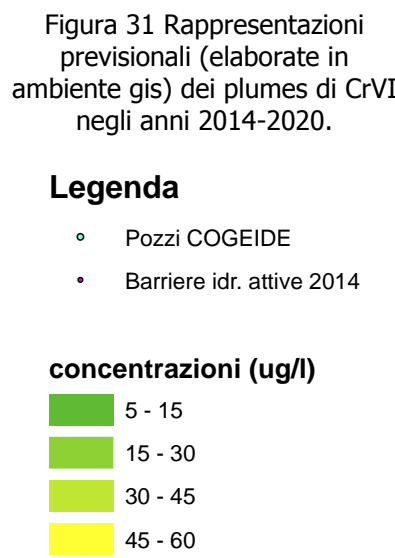 Figura 31 Rappresentazioni
previsionali (elaborate in
ambiente gis) dei plumes di CrVI
negli anni 2014-2020.
Legenda
Pozzi COGEIDE
Barriere idr. attive 2014
concentrazioni (ug/l)
5 - 15
15 - 30
30 - 45
45 - 60